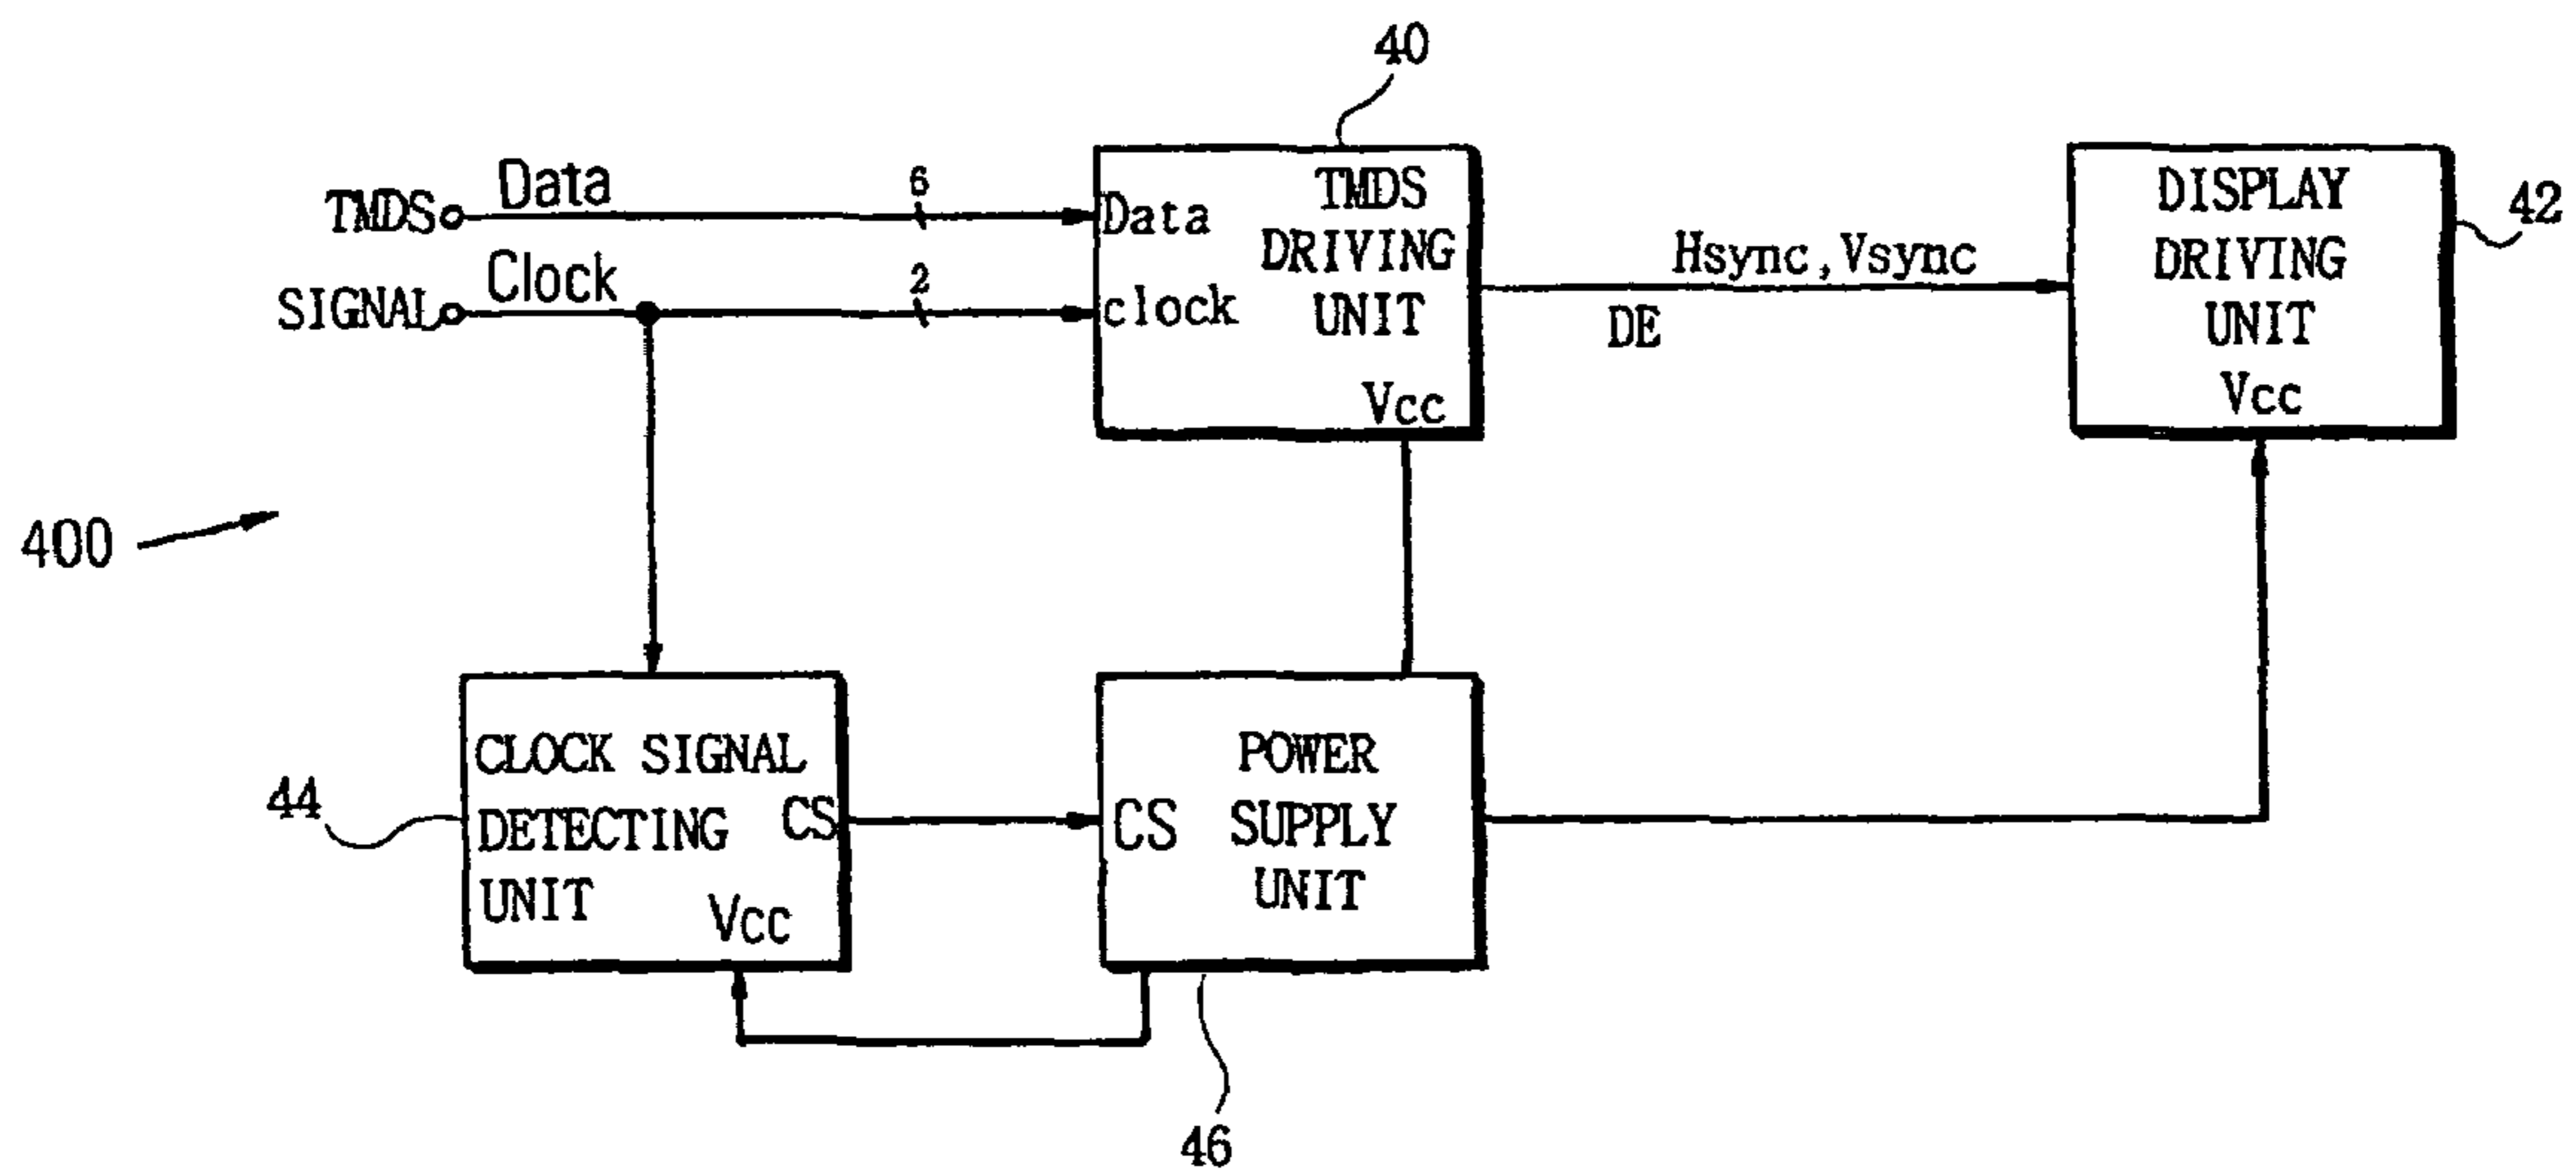 40
TMDS Data 6 Data
SIGNAL Clock 2 clock
TMDS
DRIVING
UNIT
Vcc
Hsync,Vsync
DE
DISPLAY
DRIVING
UNIT
Vcc
42
400
CLOCK SIGNAL
DETECTING
UNIT
CS
Vcc
44
CS
POWER
SUPPLY
UNIT
46